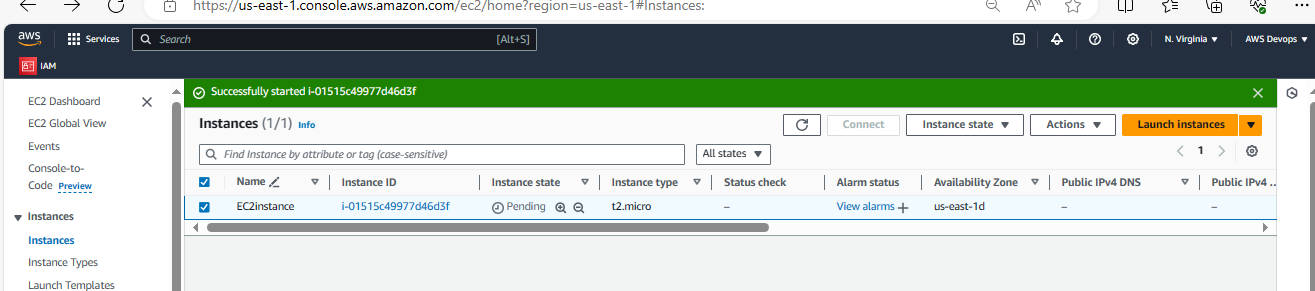 https://us-east-1.console.aws.amazon.com/ec2/home?region=us-east-1#Instances:
aws Services Search [Alt+S] N. Virginia AWS Devops
IAM
EC2 Dashboard
EC2 Global View
Events
Console-to-
Code Preview
Instances
Instances
Instance Types
Launch Templates
Successfully started i-01515c49977d46d3f
Instances (1/1) Info Connect Instance state Actions Launch instances
Find Instance by attribute or tag (case-sensitive) All states 1
Name Instance ID Instance state Instance type Status check Alarm status Availability Zone Public IPv4 DNS Public IPv4 ...
EC2instance i-01515c49977d46d3f Pending t2.micro – View alarms + us-east-1d – –